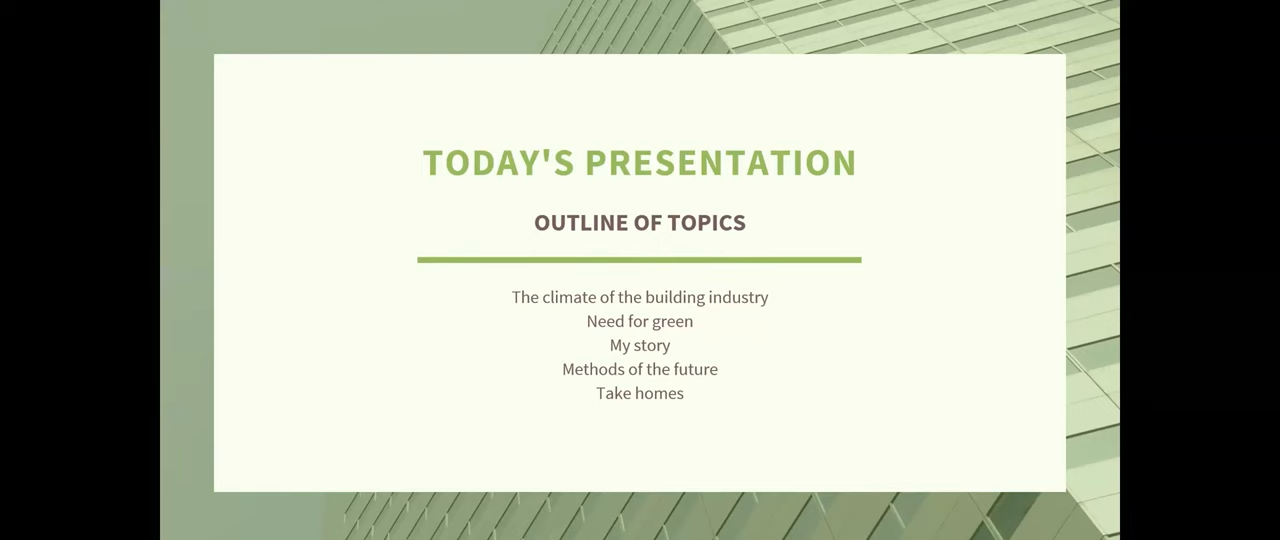 TODAY'S PRESENTATION
OUTLINE OF TOPICS
The climate of the building industry
Need for green
My story
Methods of the future
Take homes